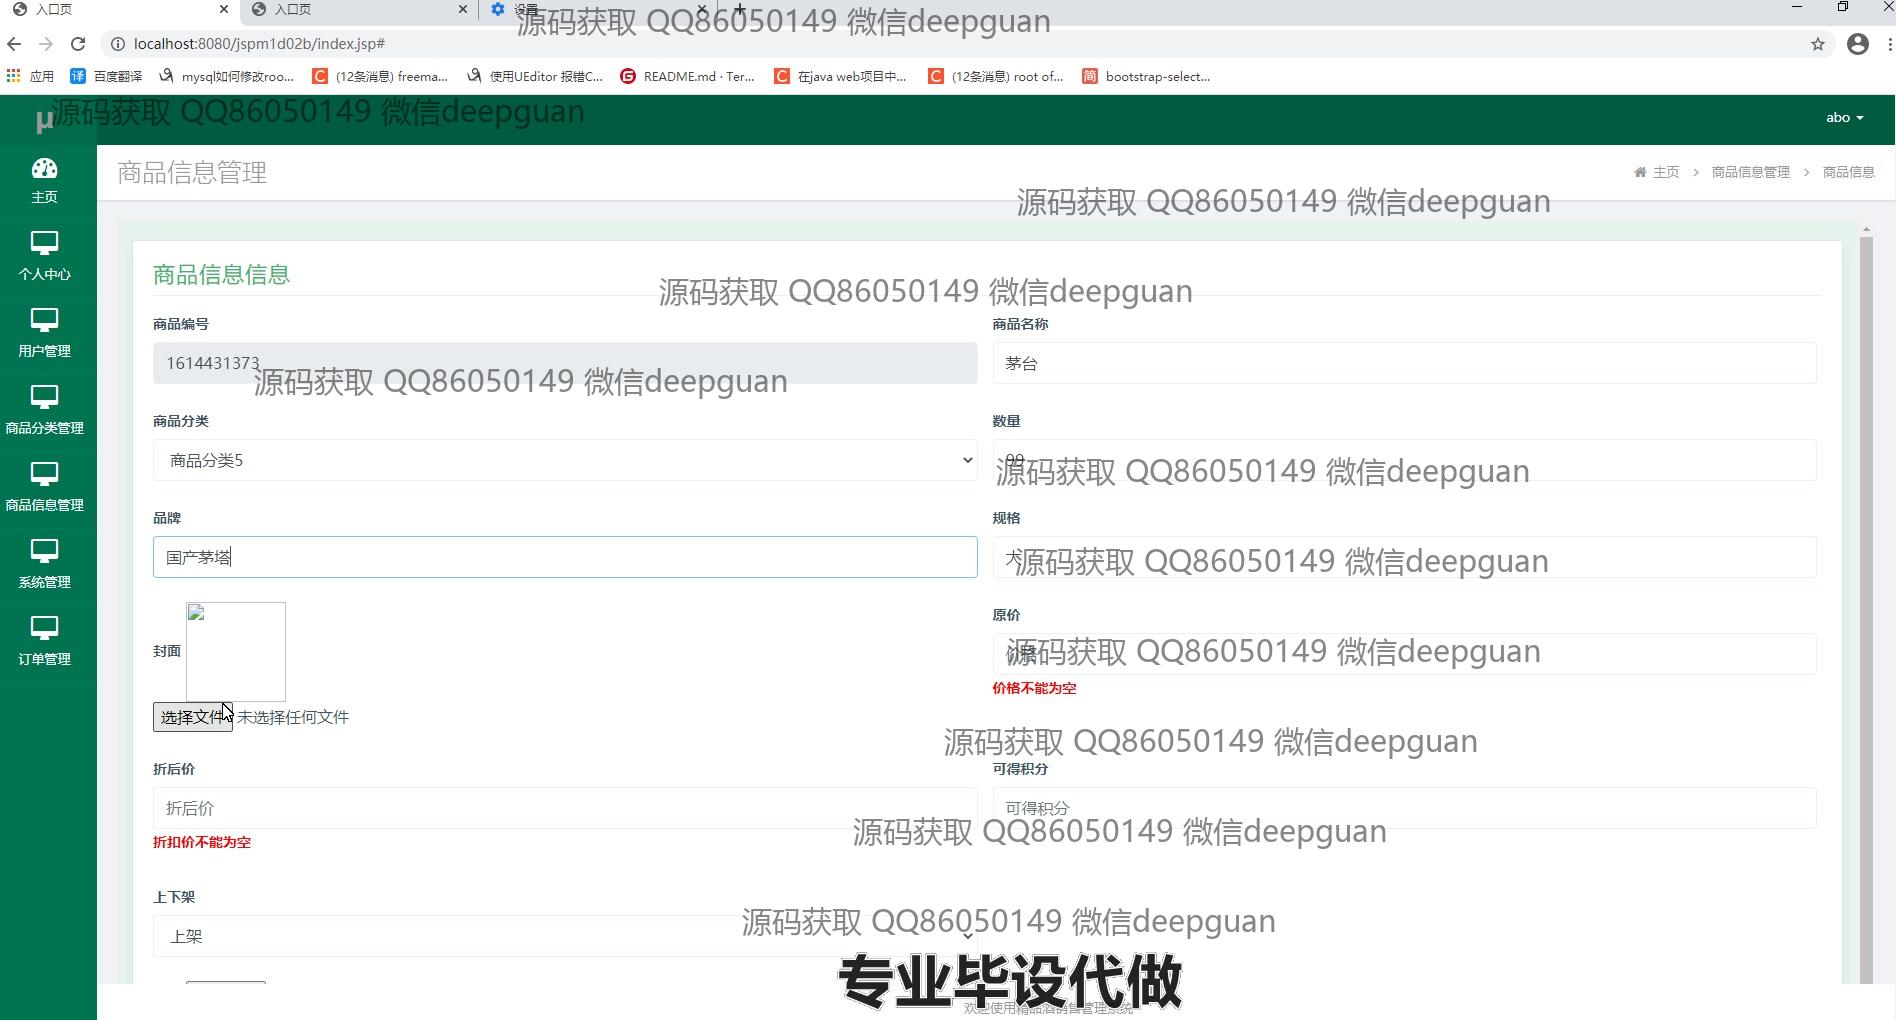 入口页
入口页
设置
源码获取 QQ86050149 微信deepguan
localhost:8080/jspm1d02b/index.jsp#
应用
百度翻译
mysql如何修改roo...
(12条消息) freema...
使用UEditor 报错C...
README.md · Ter...
在java web项目中...
(12条消息) root of...
bootstrap-select...
μ
源码获取 QQ86050149 微信deepguan
abo
主页
个人中心
用户管理
商品分类管理
商品信息管理
系统管理
订单管理
商品信息管理
主页 > 商品信息管理 > 商品信息
源码获取 QQ86050149 微信deepguan
商品信息信息
源码获取 QQ86050149 微信deepguan
商品编号
1614431373
商品名称
茅台
源码获取 QQ86050149 微信deepguan
商品分类
商品分类5
数量
99
源码获取 QQ86050149 微信deepguan
品牌
国产茅塔
规格
源码获取 QQ86050149 微信deepguan
封面
选择文件 未选择任何文件
原价
价格
源码获取 QQ86050149 微信deepguan
价格不能为空
源码获取 QQ86050149 微信deepguan
折后价
折后价
折扣价不能为空
可得积分
可得积分
源码获取 QQ86050149 微信deepguan
上下架
上架
源码获取 QQ86050149 微信deepguan
专业毕设代做
欢迎使用精品酒销售管理系统